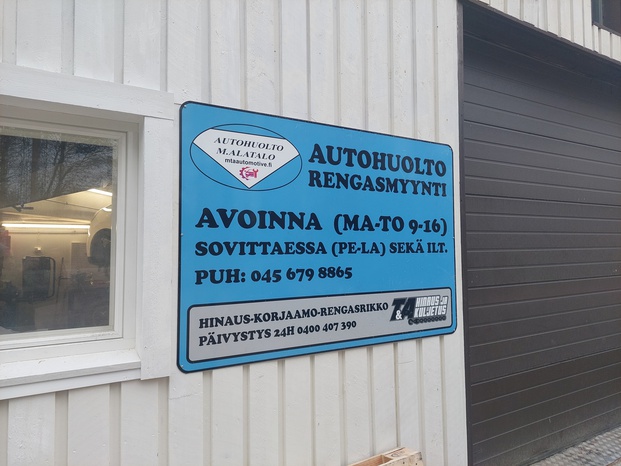 AUTOHUOLTO
M.ALATALO
mtaautomotive.fi
AUTOHUOLTO
RENGASMYYNTI
AVOINNA (MA-TO 9-16)
SOVITTAESSA (PE-LA) SEKÄ ILT.
PUH: 045 679 8865
HINAUS-KORJAAMO-RENGASRIKKO
PÄIVYSTYS 24H 0400 407 390
T&A HINAUS JA
KULJETUS